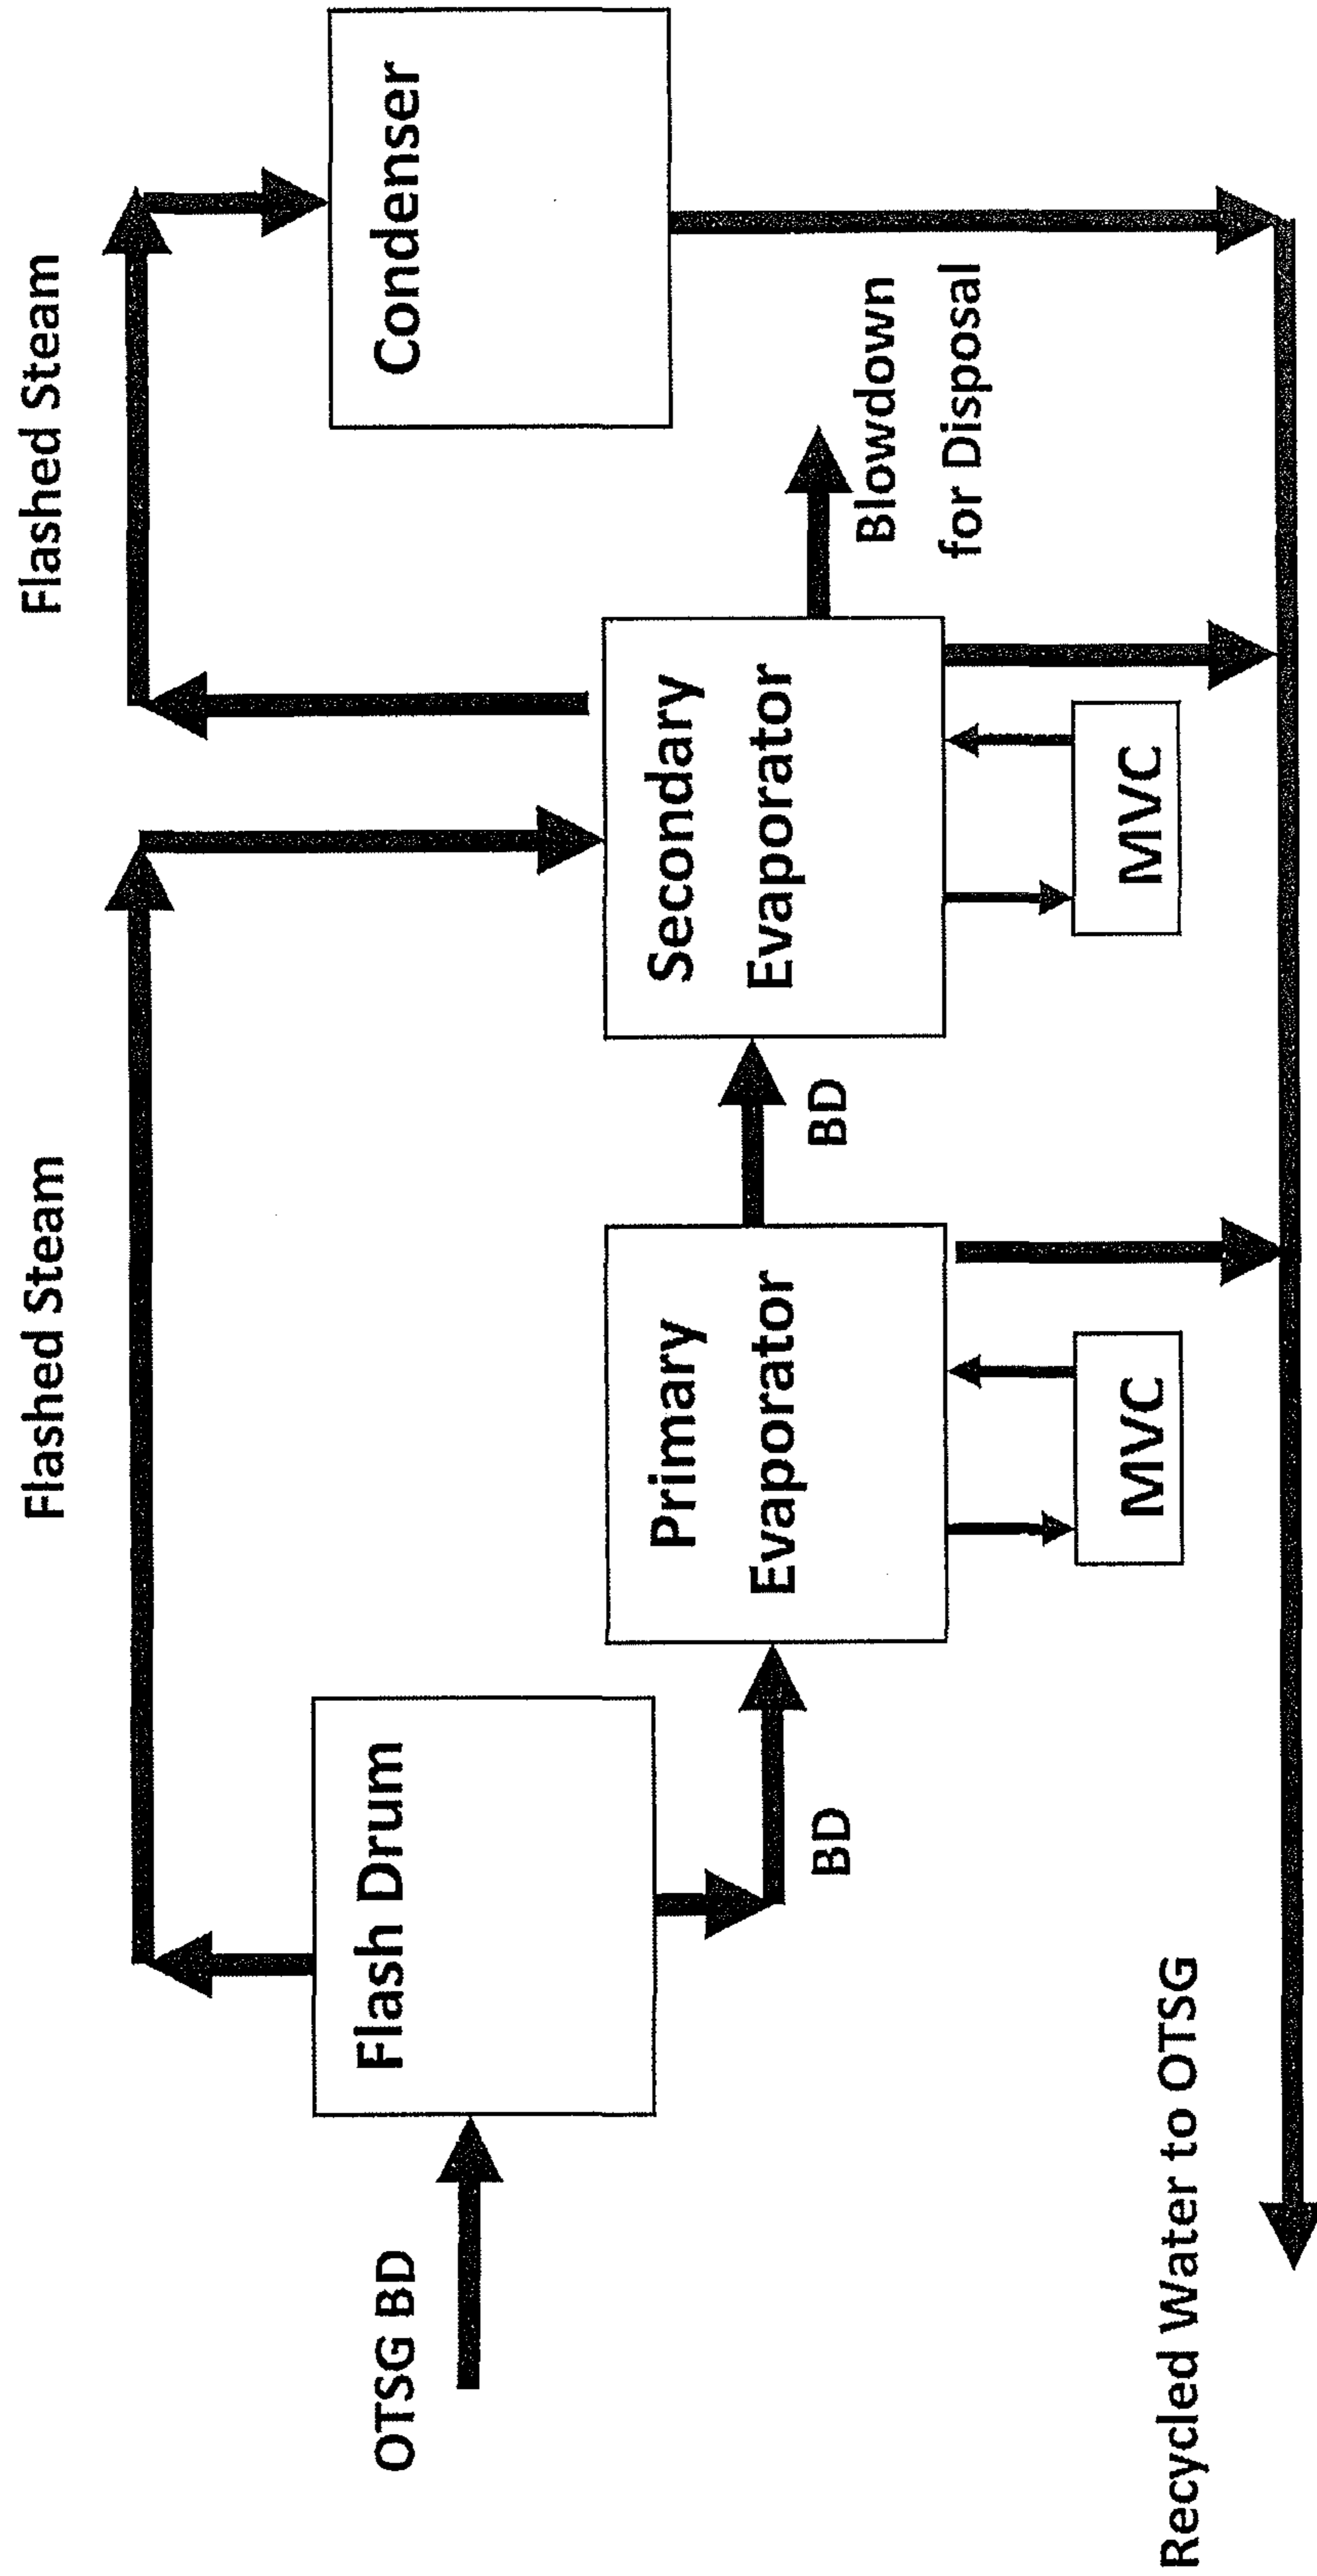 Flashed Steam
Flashed Steam
OTSG BD
Flash Drum
Condenser
Primary
Evaporator
Secondary
Evaporator
BD
BD
Blowdown
for Disposal
MVC
MVC
Recycled Water to OTSG